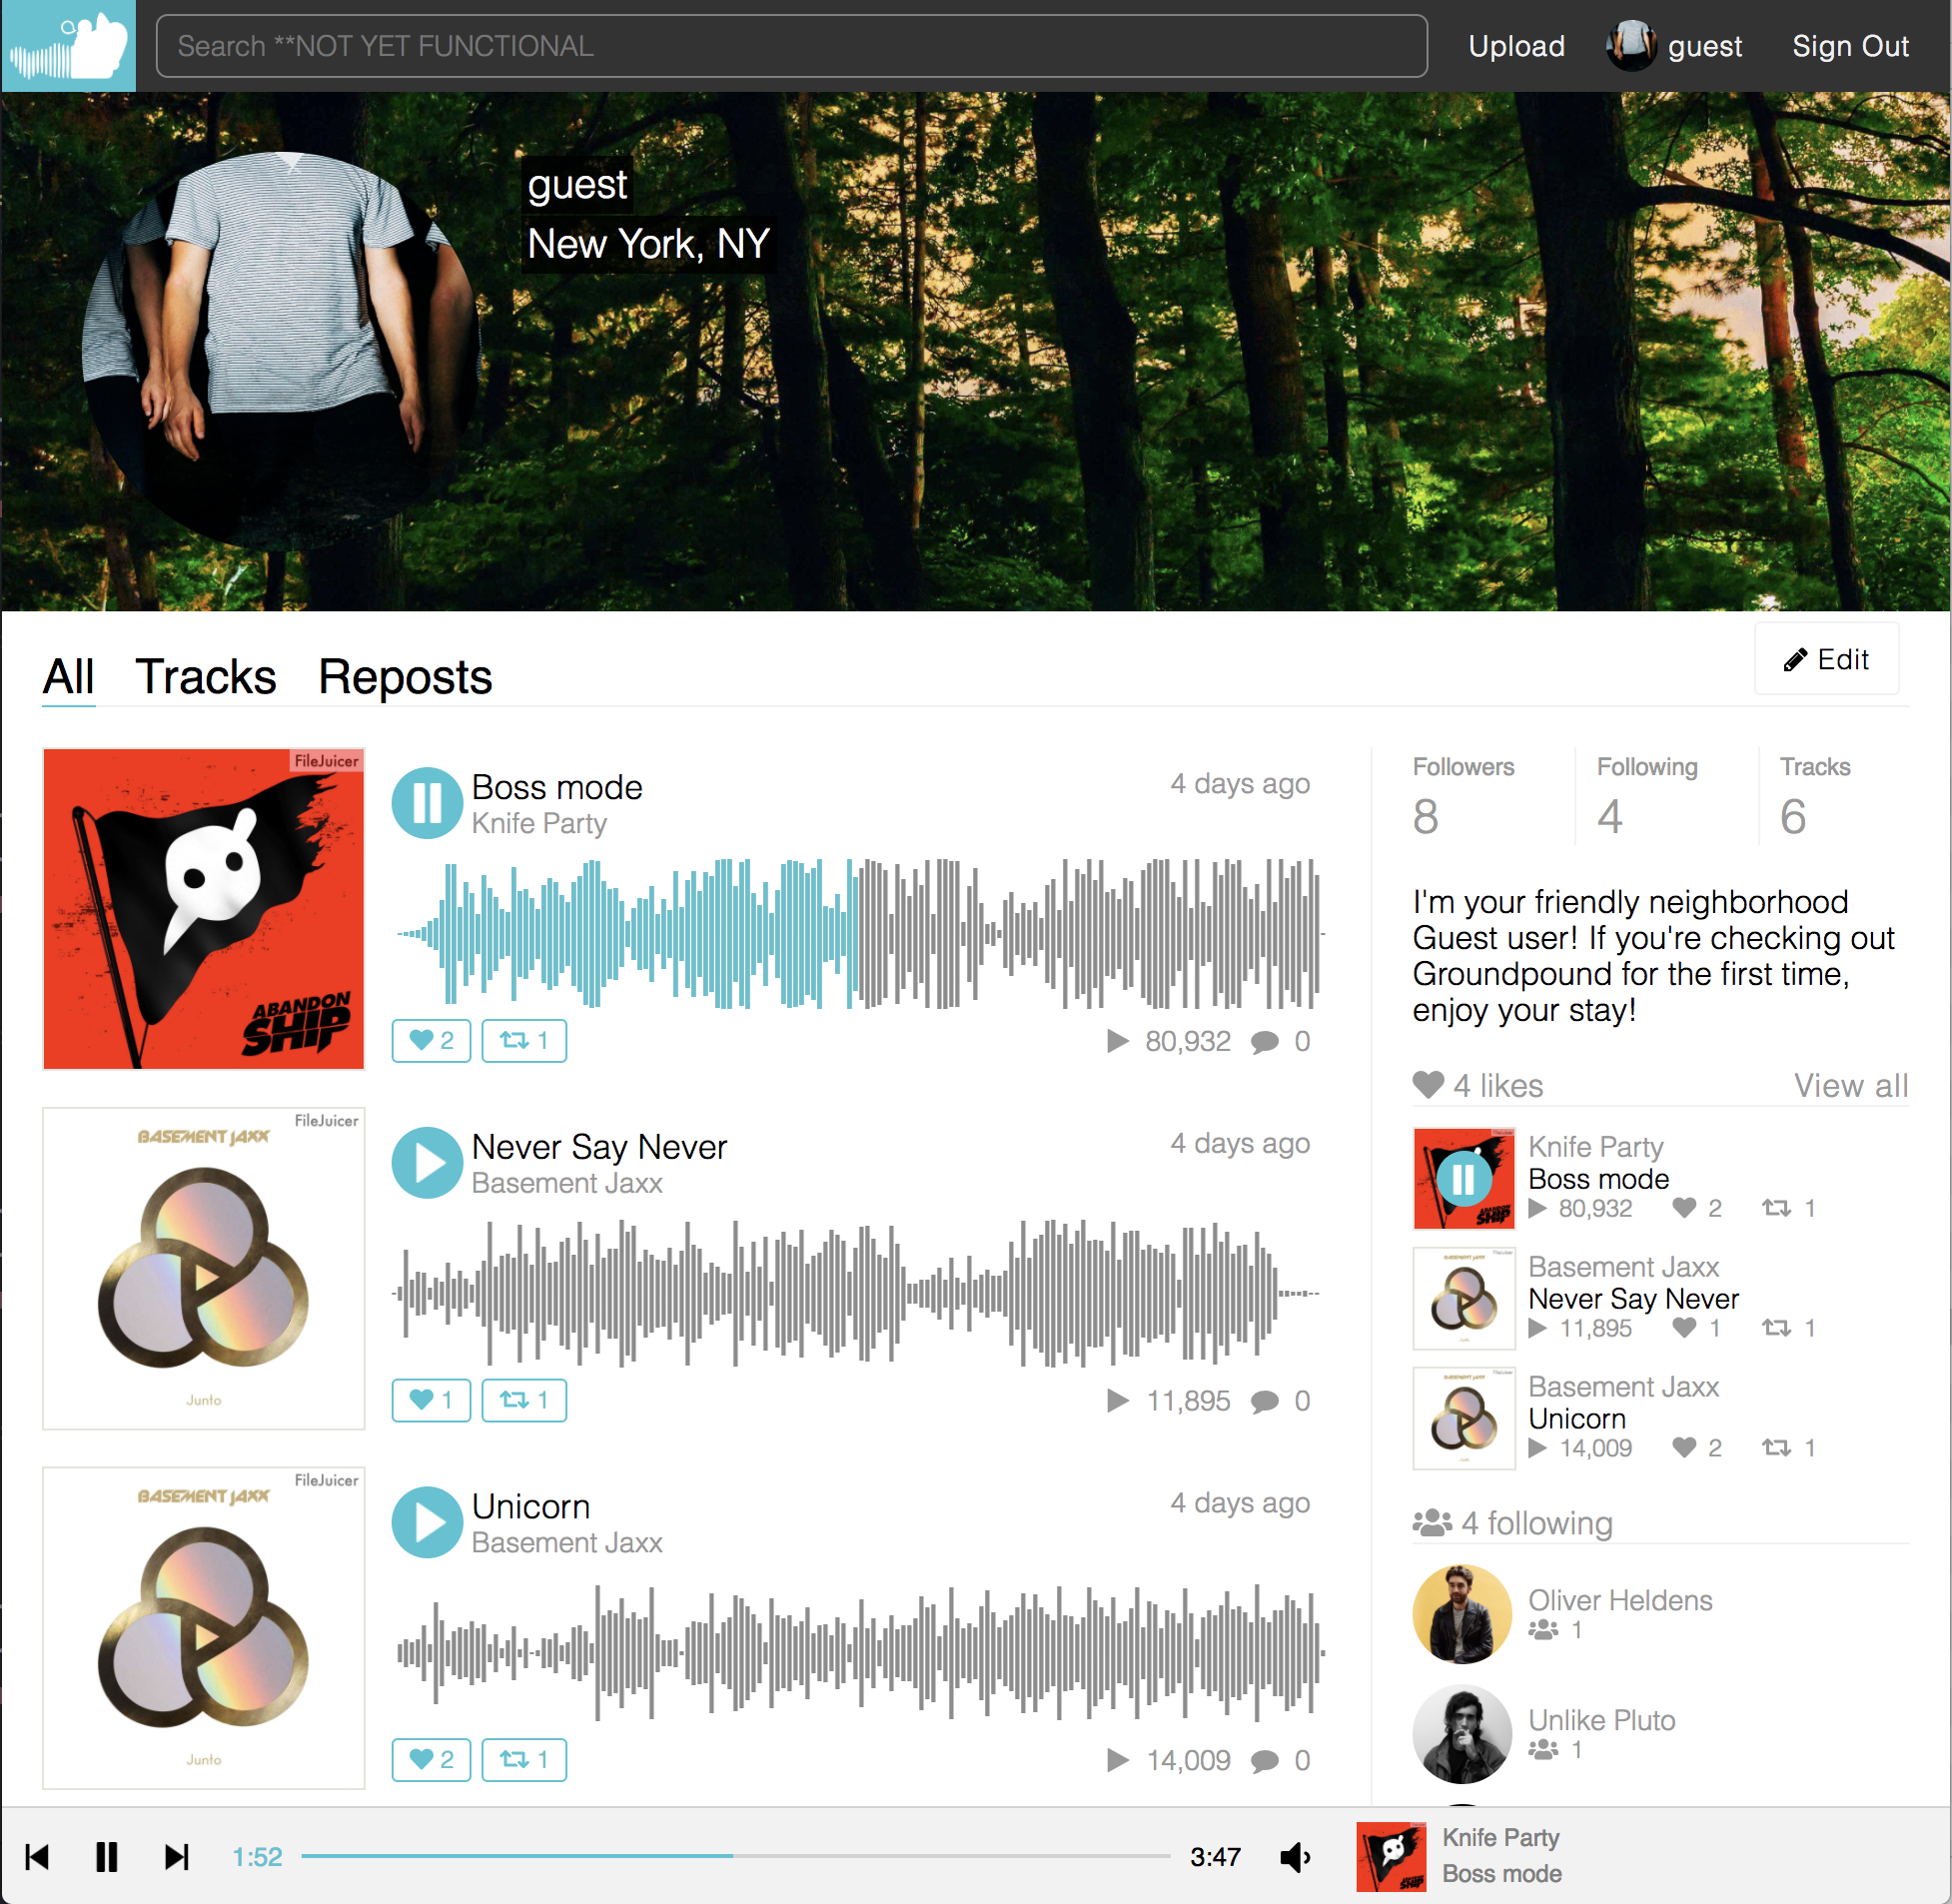 Search **NOT YET FUNCTIONAL
Upload
guest
Sign Out
guest
New York, NY
All
Tracks
Reposts
Edit
FileJuicer
ABANDON
SHIP
Boss mode
Knife Party
4 days ago
2
1
80,932
0
FileJuicer
BASEMENT JAXX
Junto
Never Say Never
Basement Jaxx
4 days ago
1
1
11,895
0
FileJuicer
BASEMENT JAXX
Junto
Unicorn
Basement Jaxx
4 days ago
2
1
14,009
0
Followers
8
Following
4
Tracks
6
I'm your friendly neighborhood
Guest user! If you're checking out
Groundpound for the first time,
enjoy your stay!
4 likes
View all
SHIP
Knife Party
Boss mode
80,932
2
1
Basement Jaxx
Never Say Never
11,895
1
1
Basement Jaxx
Unicorn
14,009
2
1
4 following
Oliver Heldens
1
Unlike Pluto
1
1:52
3:47
Knife Party
Boss mode